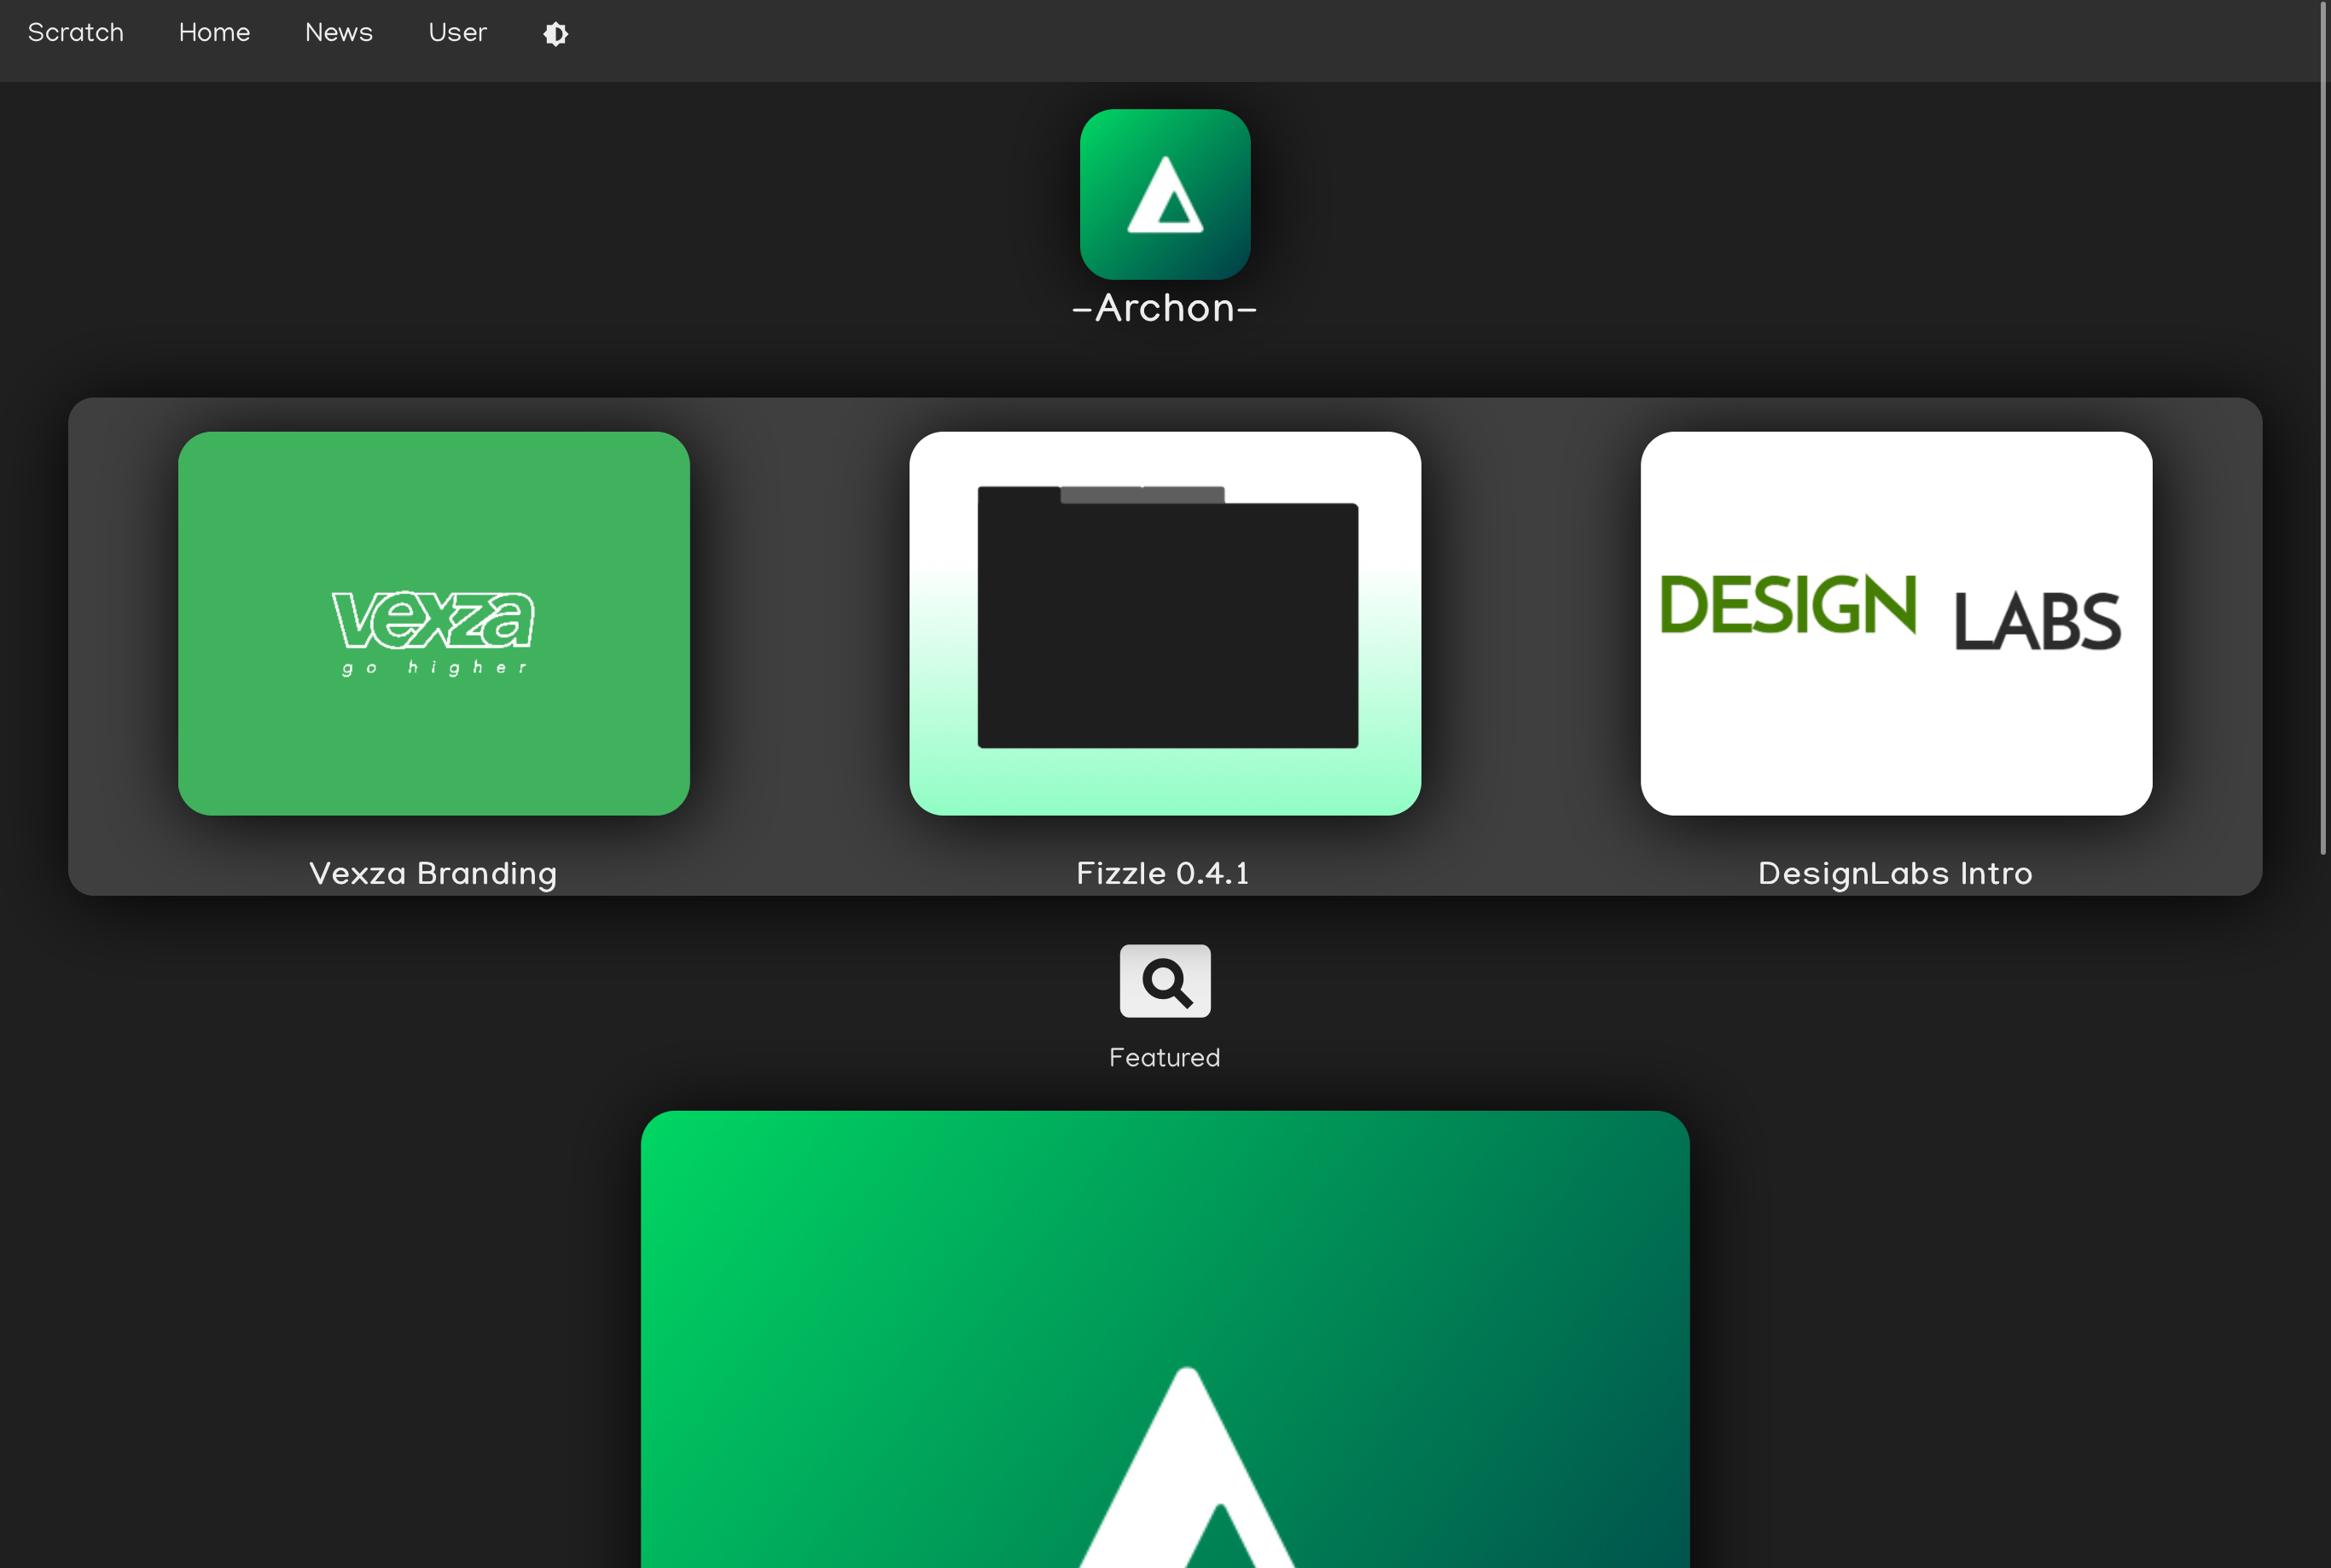 Scratch Home News User
–Archon–
vexza
go higher
DESIGN LABS
Vexza Branding Fizzle 0.4.1 DesignLabs Intro
Featured